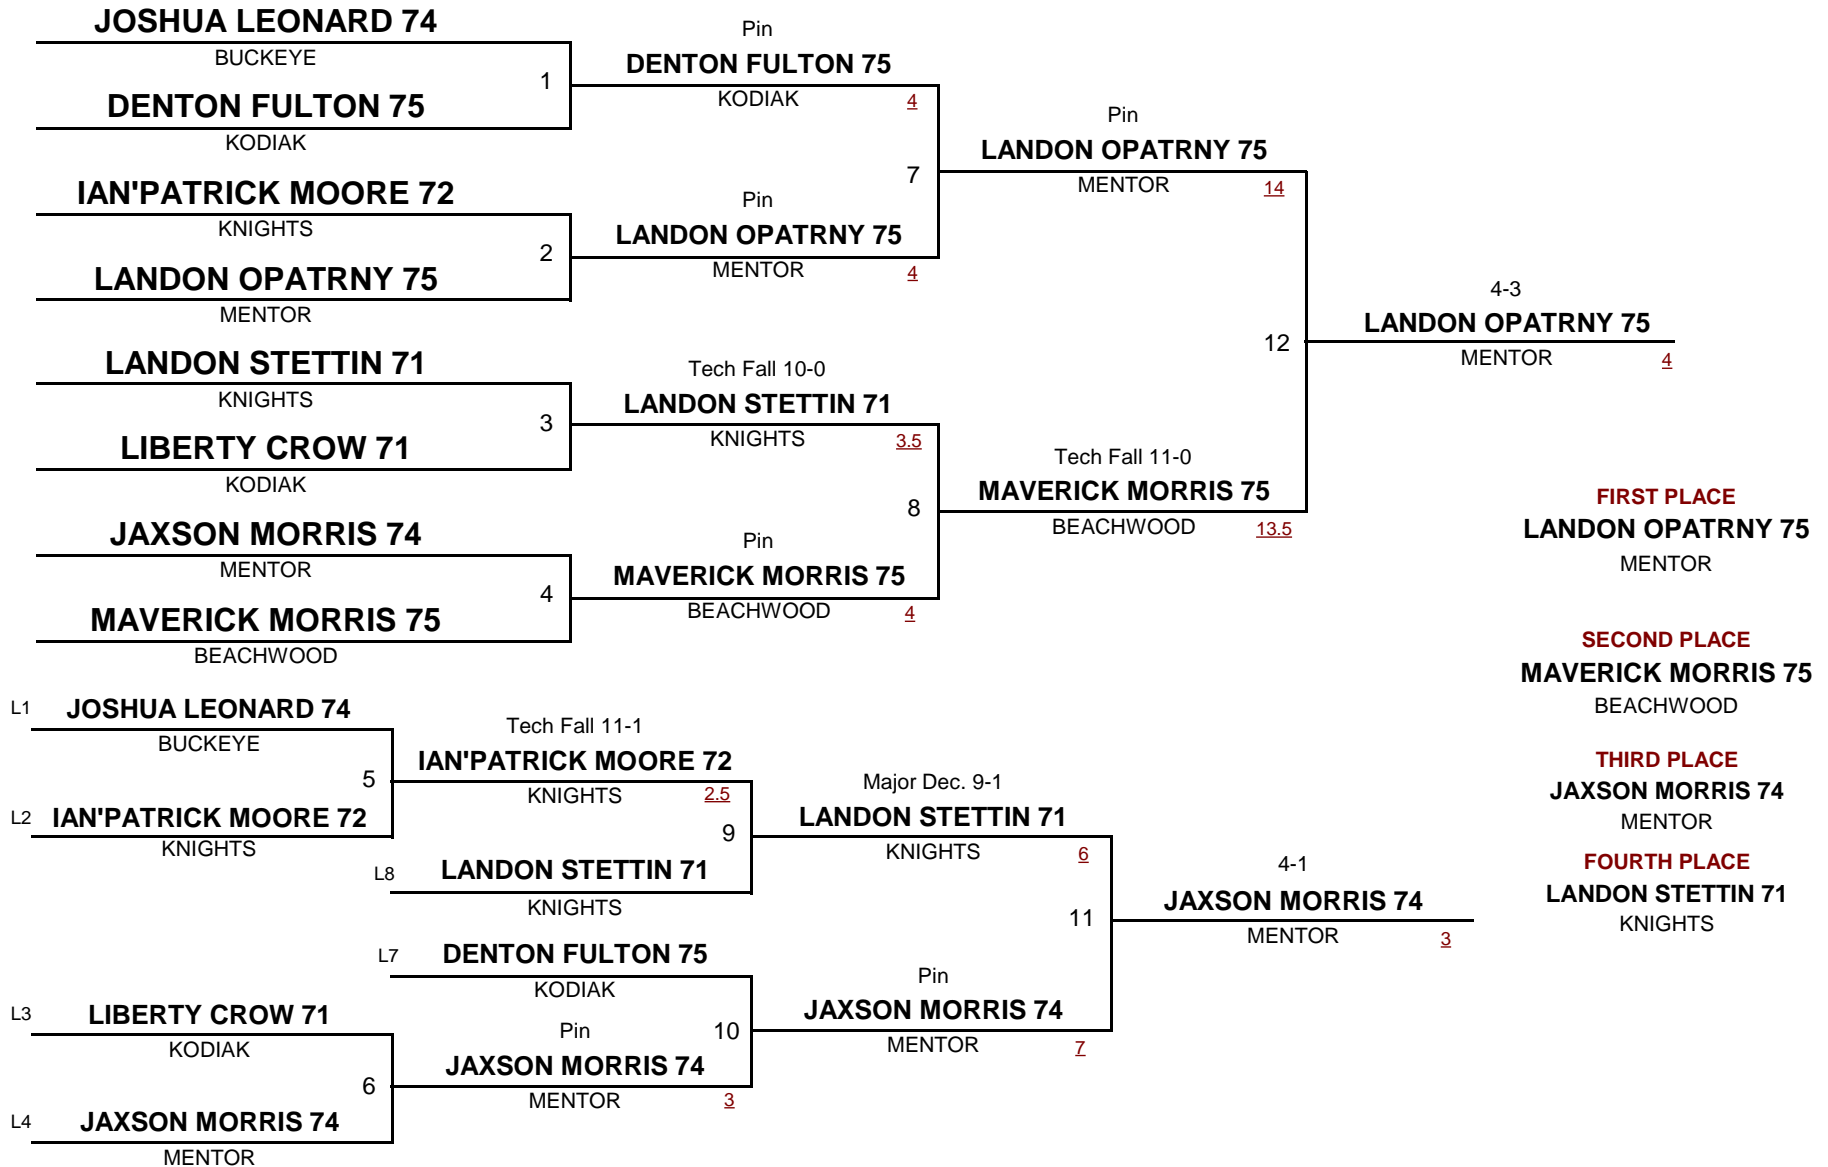 JOSHUA LEONARD 74
BUCKEYE
1
DENTON FULTON 75
KODIAK
IAN'PATRICK MOORE 72
KNIGHTS
2
LANDON OPATRNY 75
MENTOR
LANDON STETTIN 71
KNIGHTS
3
LIBERTY CROW 71
KODIAK
JAXSON MORRIS 74
MENTOR
4
MAVERICK MORRIS 75
BEACHWOOD
Pin
DENTON FULTON 75
KODIAK 4
7
Pin
LANDON OPATRNY 75
MENTOR 4
Tech Fall 10-0
LANDON STETTIN 71
KNIGHTS 3.5
8
Pin
MAVERICK MORRIS 75
BEACHWOOD 4
Pin
LANDON OPATRNY 75
MENTOR 14
12
Tech Fall 11-0
MAVERICK MORRIS 75
BEACHWOOD 13.5
4-3
LANDON OPATRNY 75
MENTOR 4
FIRST PLACE
LANDON OPATRNY 75
MENTOR
SECOND PLACE
MAVERICK MORRIS 75
BEACHWOOD
THIRD PLACE
JAXSON MORRIS 74
MENTOR
FOURTH PLACE
LANDON STETTIN 71
KNIGHTS
L1 JOSHUA LEONARD 74
BUCKEYE
5
L2 IAN'PATRICK MOORE 72
KNIGHTS
L3 LIBERTY CROW 71
KODIAK
6
L4 JAXSON MORRIS 74
MENTOR
Tech Fall 11-1
IAN'PATRICK MOORE 72
KNIGHTS 2.5
9
L8 LANDON STETTIN 71
KNIGHTS
L7 DENTON FULTON 75
KODIAK
Pin 10
JAXSON MORRIS 74
MENTOR 3
Major Dec. 9-1
LANDON STETTIN 71
KNIGHTS 6
11
Pin
JAXSON MORRIS 74
MENTOR 7
4-1
JAXSON MORRIS 74
MENTOR 3